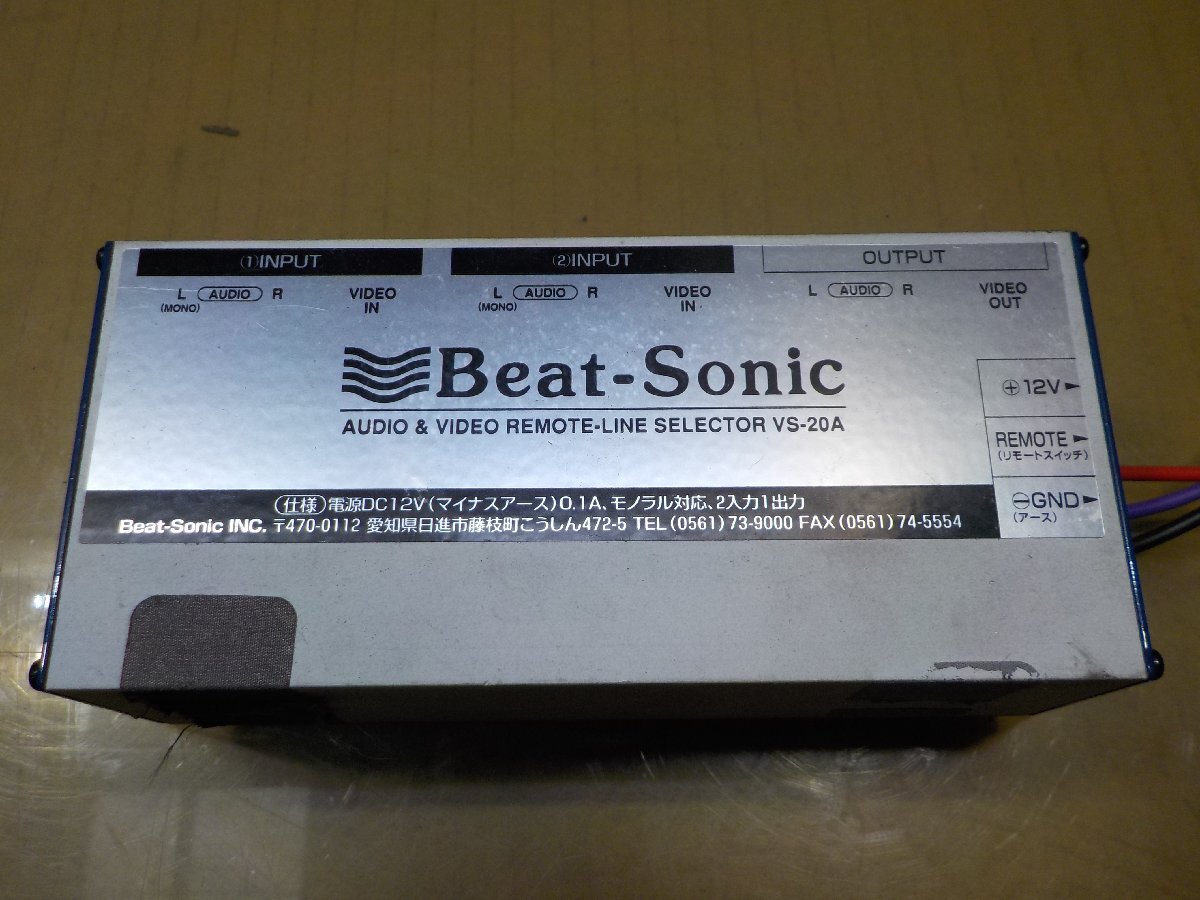 (1)INPUT
(2)INPUT
OUTPUT
L AUDIO R VIDEO
(MONO) IN
L AUDIO R VIDEO
(MONO) IN
L AUDIO R VIDEO
OUT
Beat-Sonic
AUDIO & VIDEO REMOTE-LINE SELECTOR VS-20A
⊕12V►
REMOTE►
(リモートスイッチ)
⊖GND►
(アース)
仕様 電源DC12V(マイナスアース)0.1A、モノラル対応、2入力1出力
Beat-Sonic INC. 〒470-0112 愛知県日進市藤枝町こうしん472-5 TEL(0561)73-9000 FAX(0561)74-5554